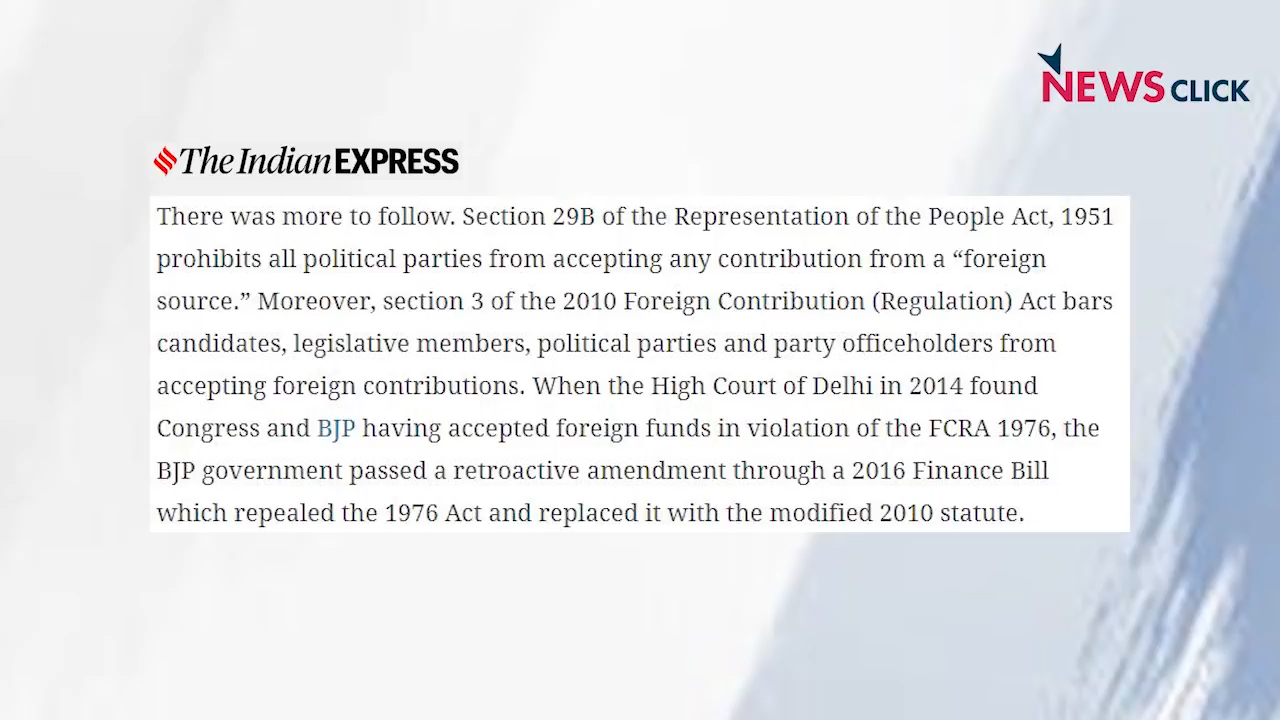 NEWS CLICK
The Indian EXPRESS
There was more to follow. Section 29B of the Representation of the People Act, 1951
prohibits all political parties from accepting any contribution from a “foreign
source.” Moreover, section 3 of the 2010 Foreign Contribution (Regulation) Act bars
candidates, legislative members, political parties and party officeholders from
accepting foreign contributions. When the High Court of Delhi in 2014 found
Congress and BJP having accepted foreign funds in violation of the FCRA 1976, the
BJP government passed a retroactive amendment through a 2016 Finance Bill
which repealed the 1976 Act and replaced it with the modified 2010 statute.